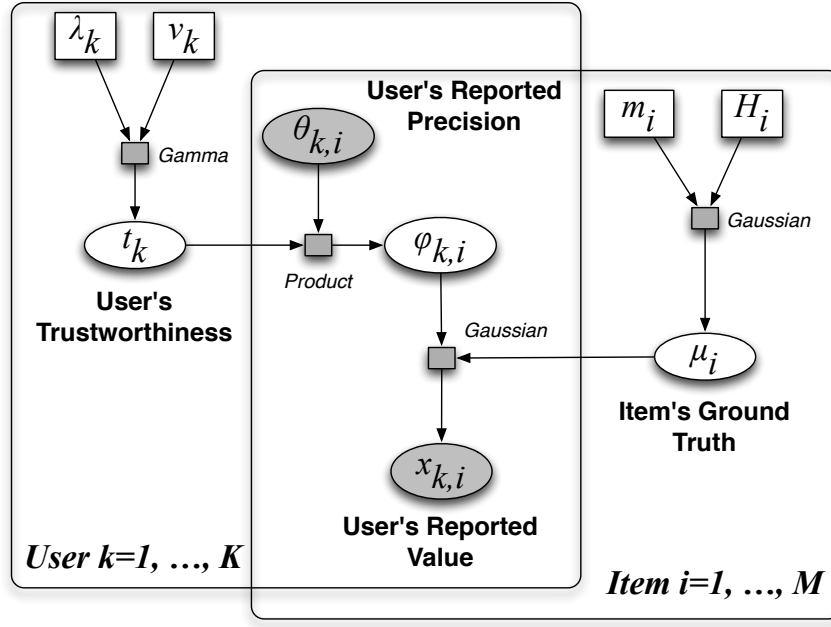 λk
νk
Gamma
tk
User's
Trustworthiness
User's Reported
Precision
θk,i
Product
φk,i
Gaussian
xk,i
User's Reported
Value
mi
Hi
Gaussian
μi
Item's Ground
Truth
User k=1, …, K
Item i=1, …, M